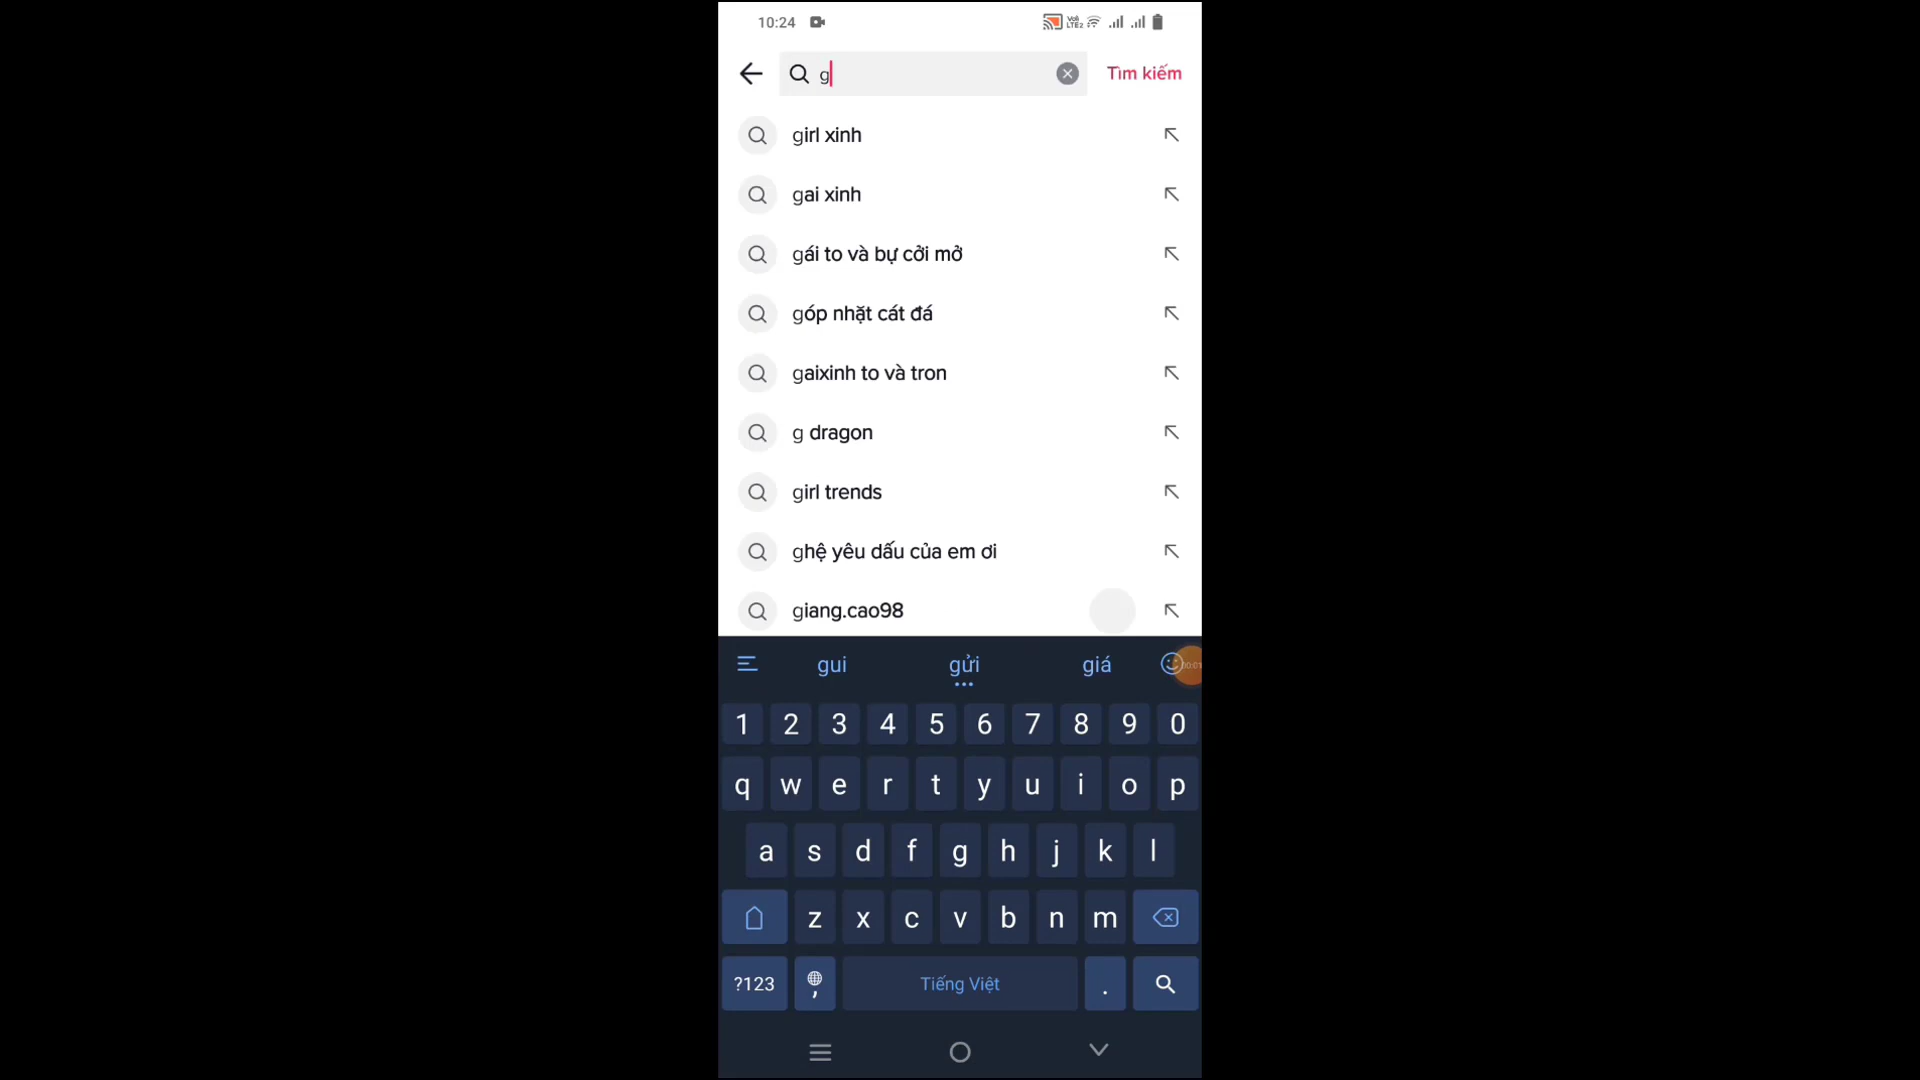 10:24
Vo) LTE2
g
Tìm kiếm
girl xinh
gai xinh
gái to và bự cởi mở
góp nhặt cát đá
gaixinh to và tron
g dragon
girl trends
ghệ yêu dấu của em ơi
giang.cao98
gui gửi giá
1 2 3 4 5 6 7 8 9 0
q w e r t y u i o p
a s d f g h j k l
z x c v b n m
?123 , Tiếng Việt .